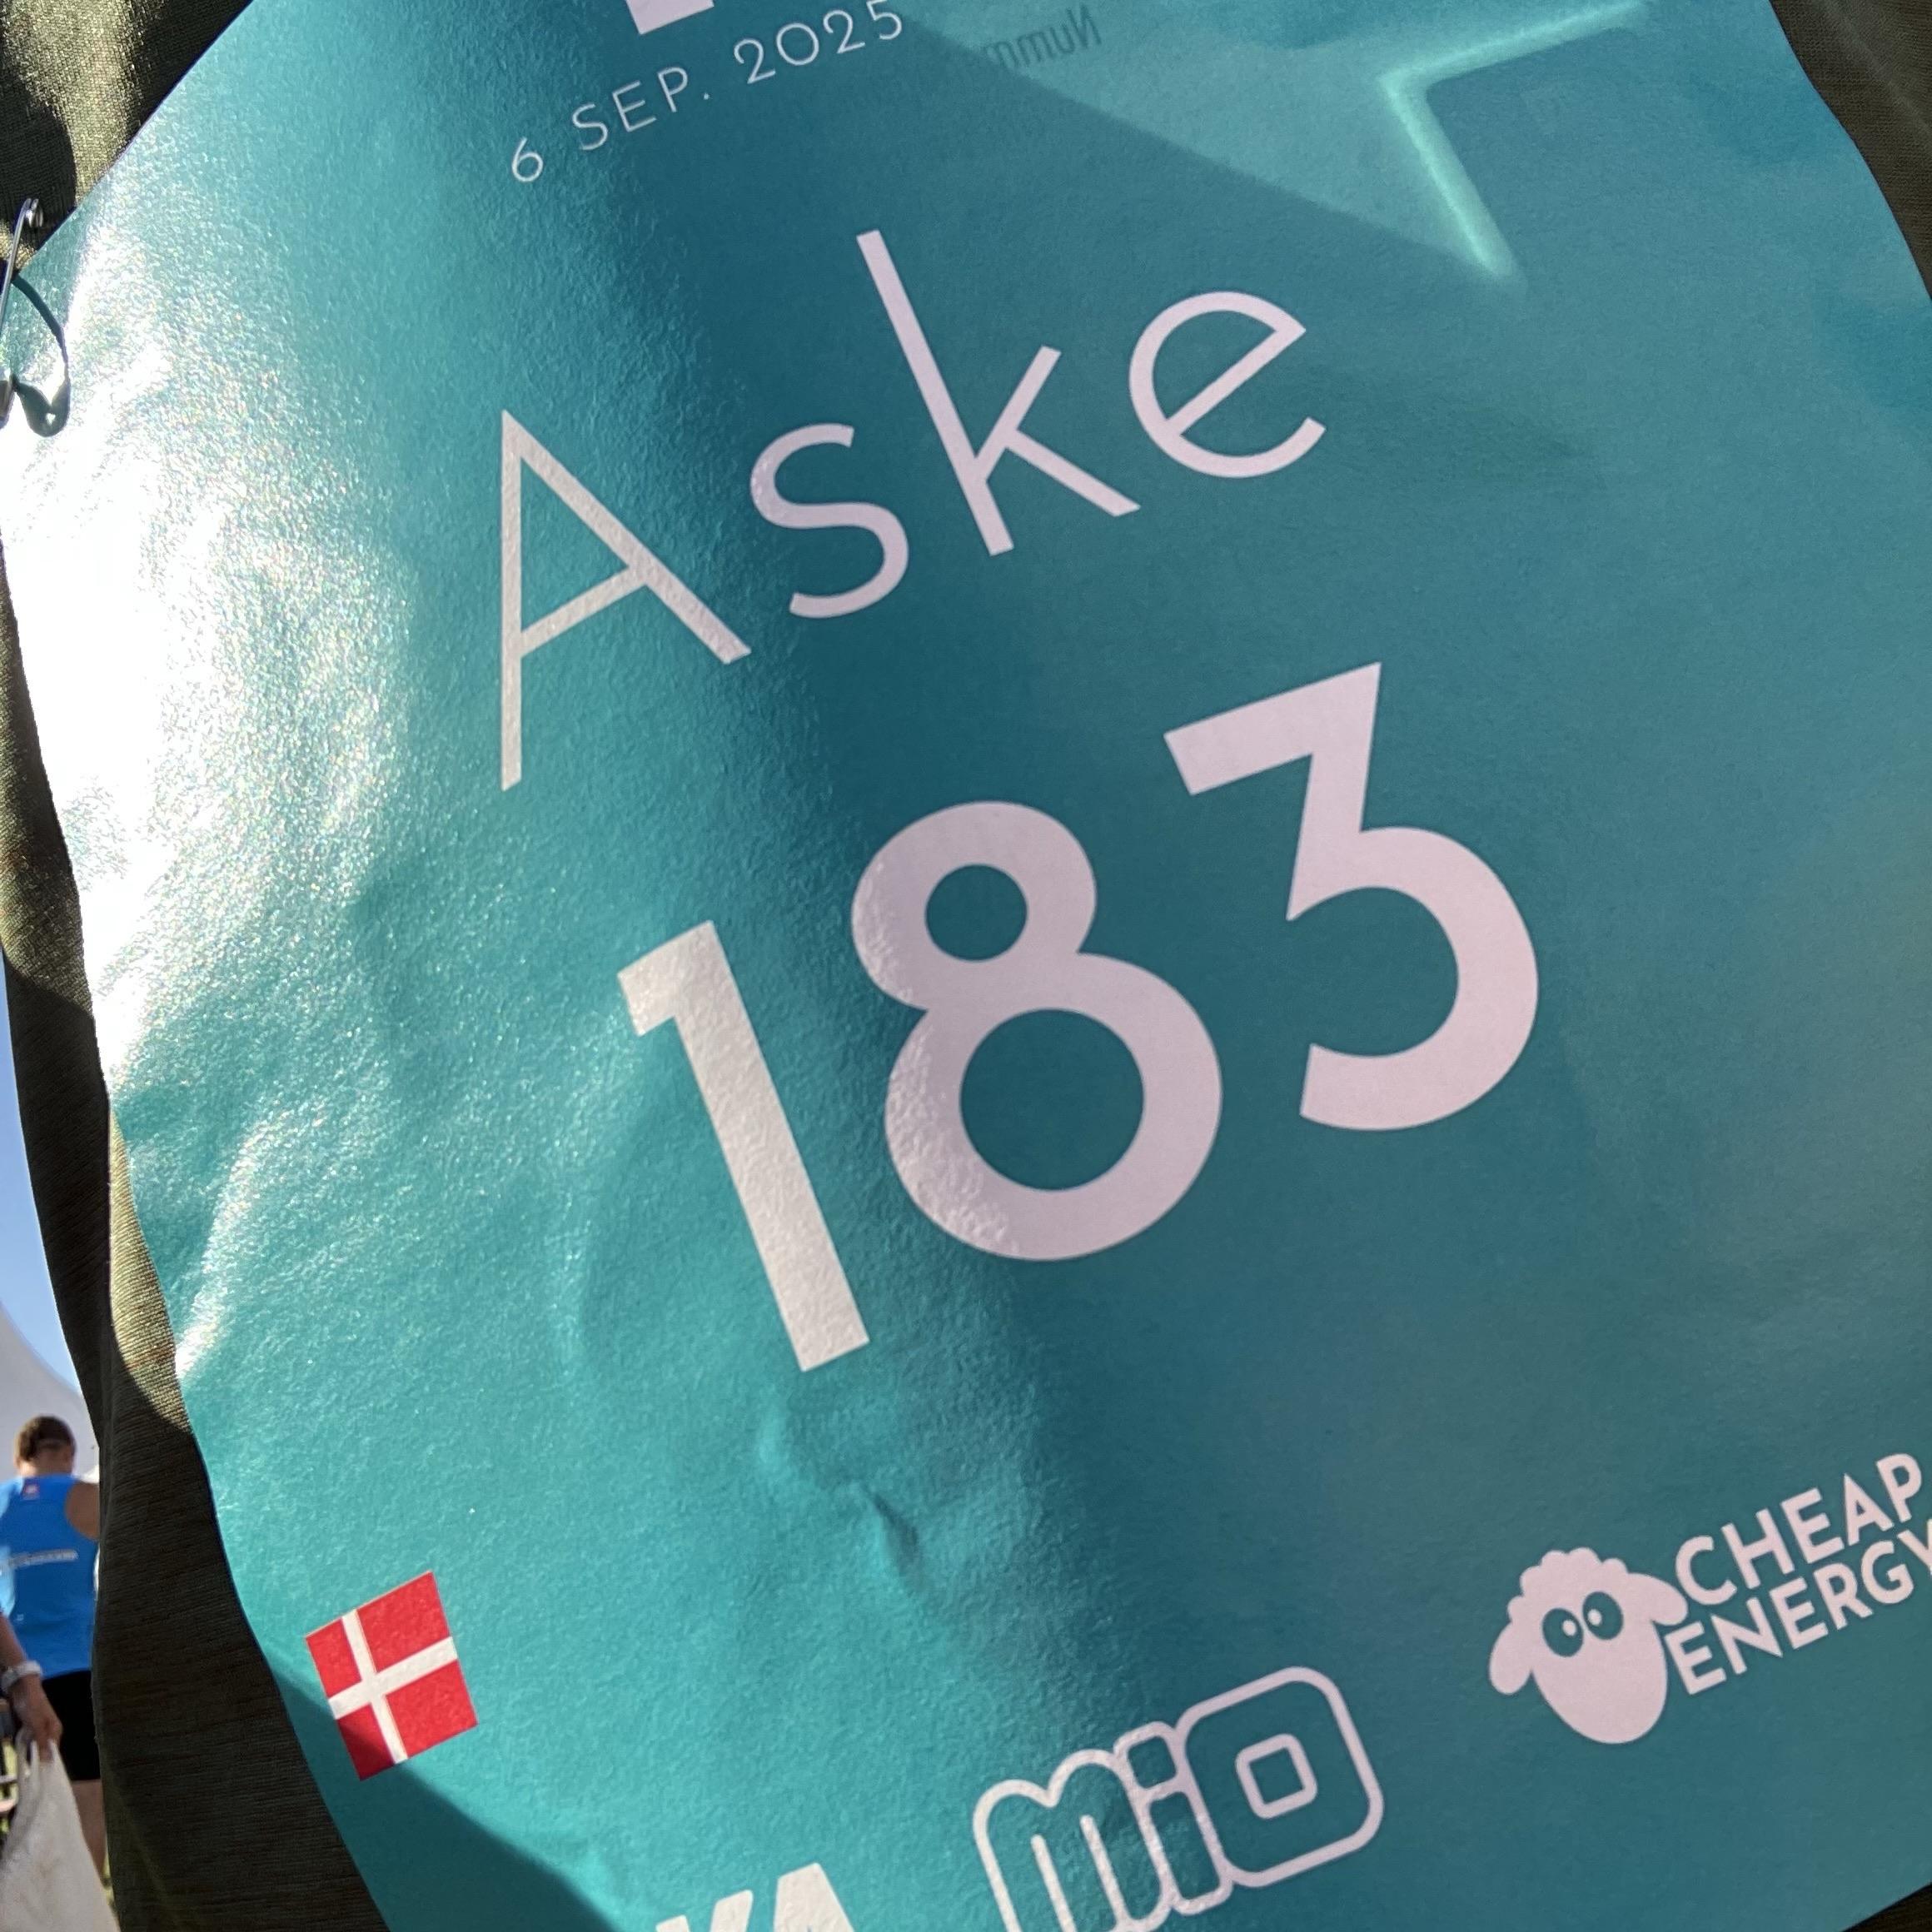 6 SEP. 2025
Aske
183
CHEAP
ENERGY
MiO